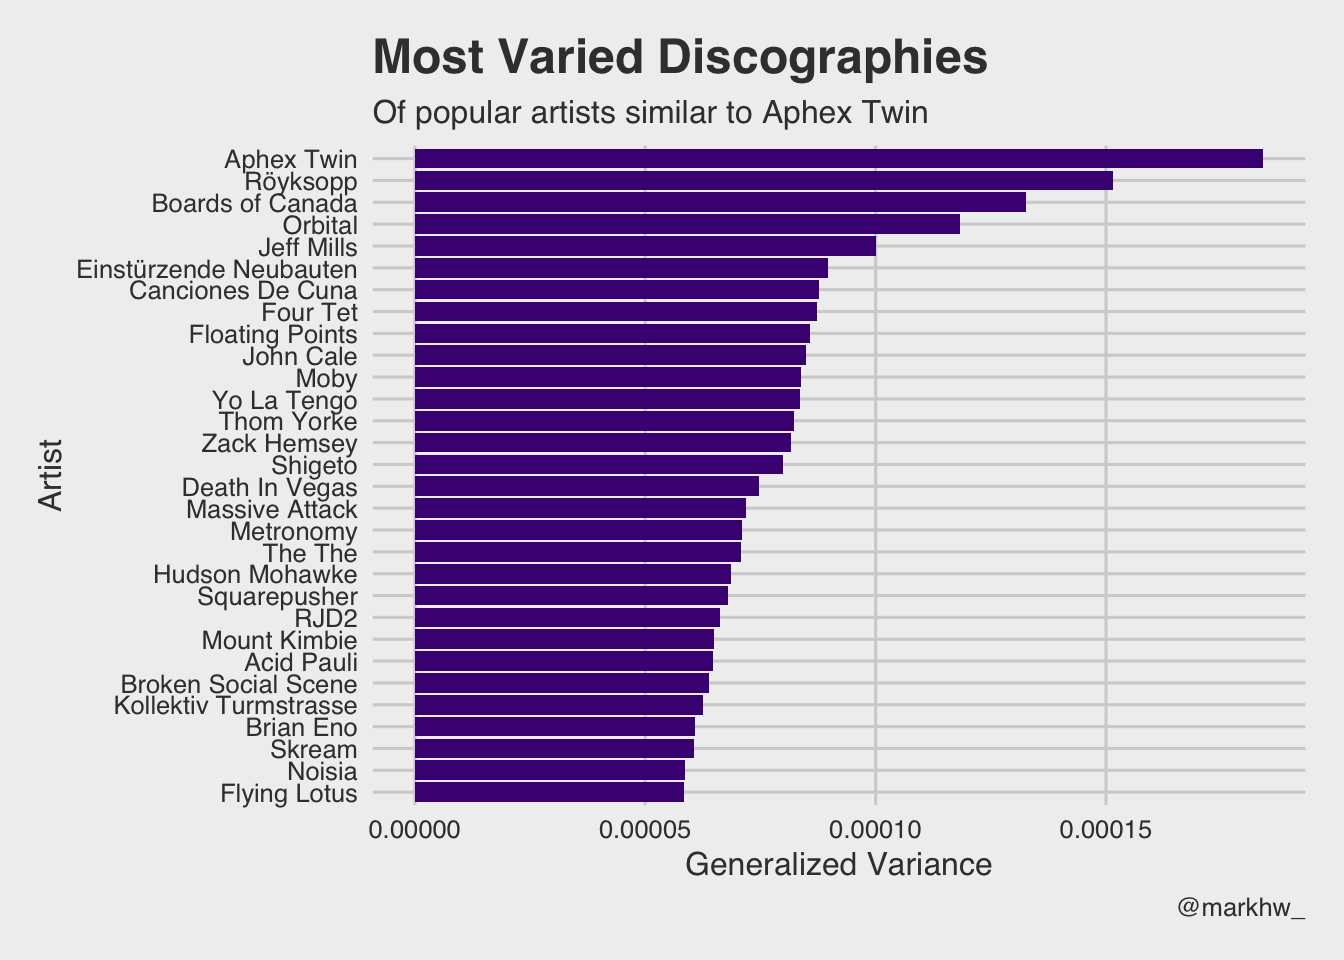 Most Varied Discographies
Of popular artists similar to Aphex Twin
Artist
Aphex Twin
Röyksopp
Boards of Canada
Orbital
Jeff Mills
Einstürzende Neubauten
Canciones De Cuna
Four Tet
Floating Points
John Cale
Moby
Yo La Tengo
Thom Yorke
Zack Hemsey
Shigeto
Death In Vegas
Massive Attack
Metronomy
The The
Hudson Mohawke
Squarepusher
RJD2
Mount Kimbie
Acid Pauli
Broken Social Scene
Kollektiv Turmstrasse
Brian Eno
Skream
Noisia
Flying Lotus
0.00000 0.00005 0.00010 0.00015
Generalized Variance
@markhw_